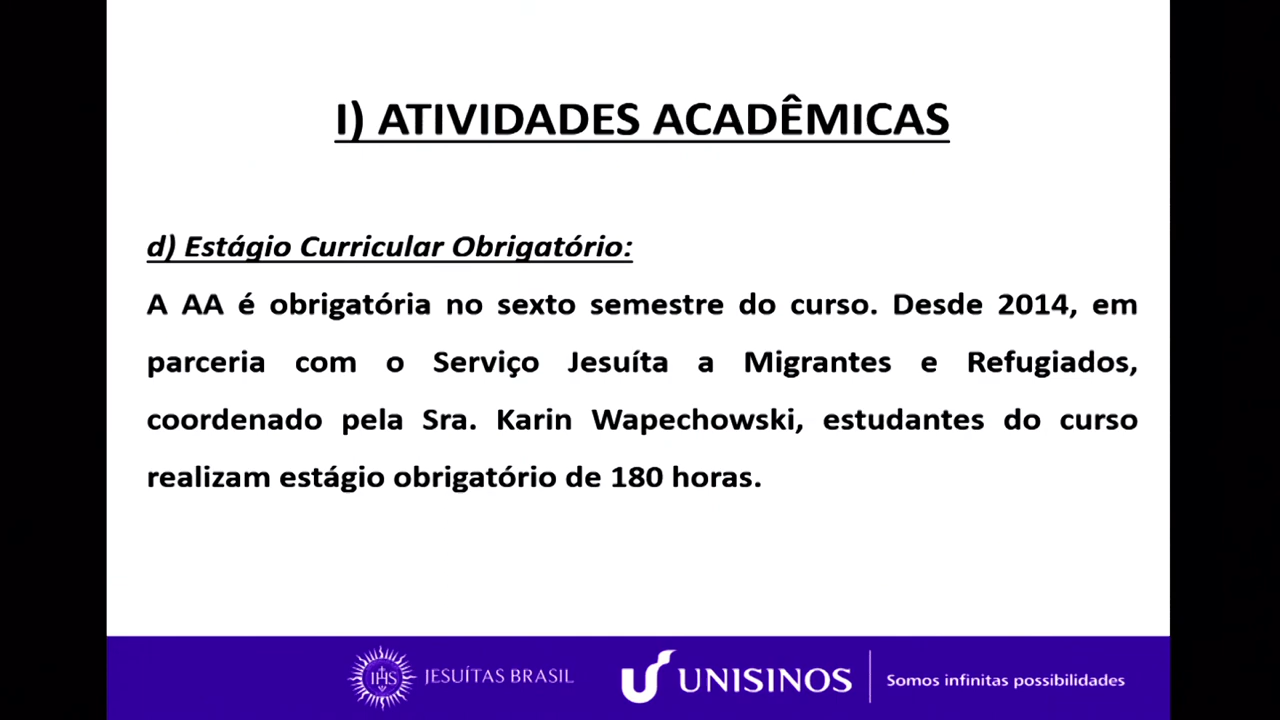 I) ATIVIDADES ACADÊMICAS
d) Estágio Curricular Obrigatório:
A AA é obrigatória no sexto semestre do curso. Desde 2014, em
parceria com o Serviço Jesuíta a Migrantes e Refugiados,
coordenado pela Sra. Karin Wapechowski, estudantes do curso
realizam estágio obrigatório de 180 horas.
IHS JESUÍTAS BRASIL UNISINOS Somos infinitas possibilidades